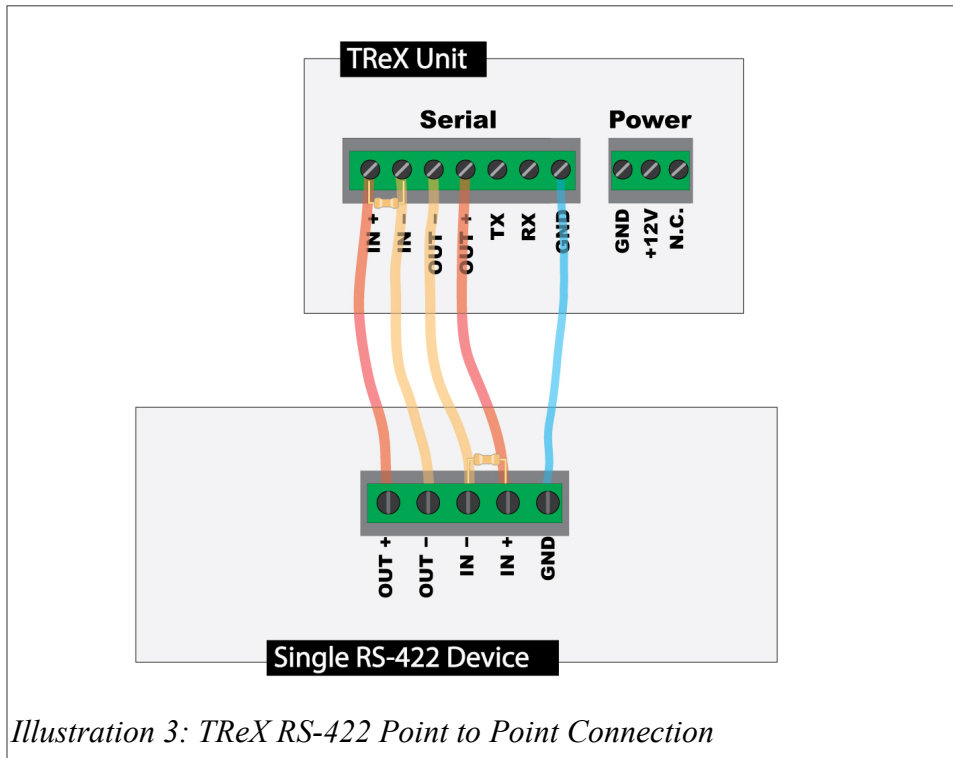 TReX Unit
Serial
Power
IN +
IN −
OUT −
OUT +
TX
RX
GND
GND
+12V
N.C.
OUT +
OUT −
IN −
IN +
GND
Single RS-422 Device
Illustration 3: TReX RS-422 Point to Point Connection